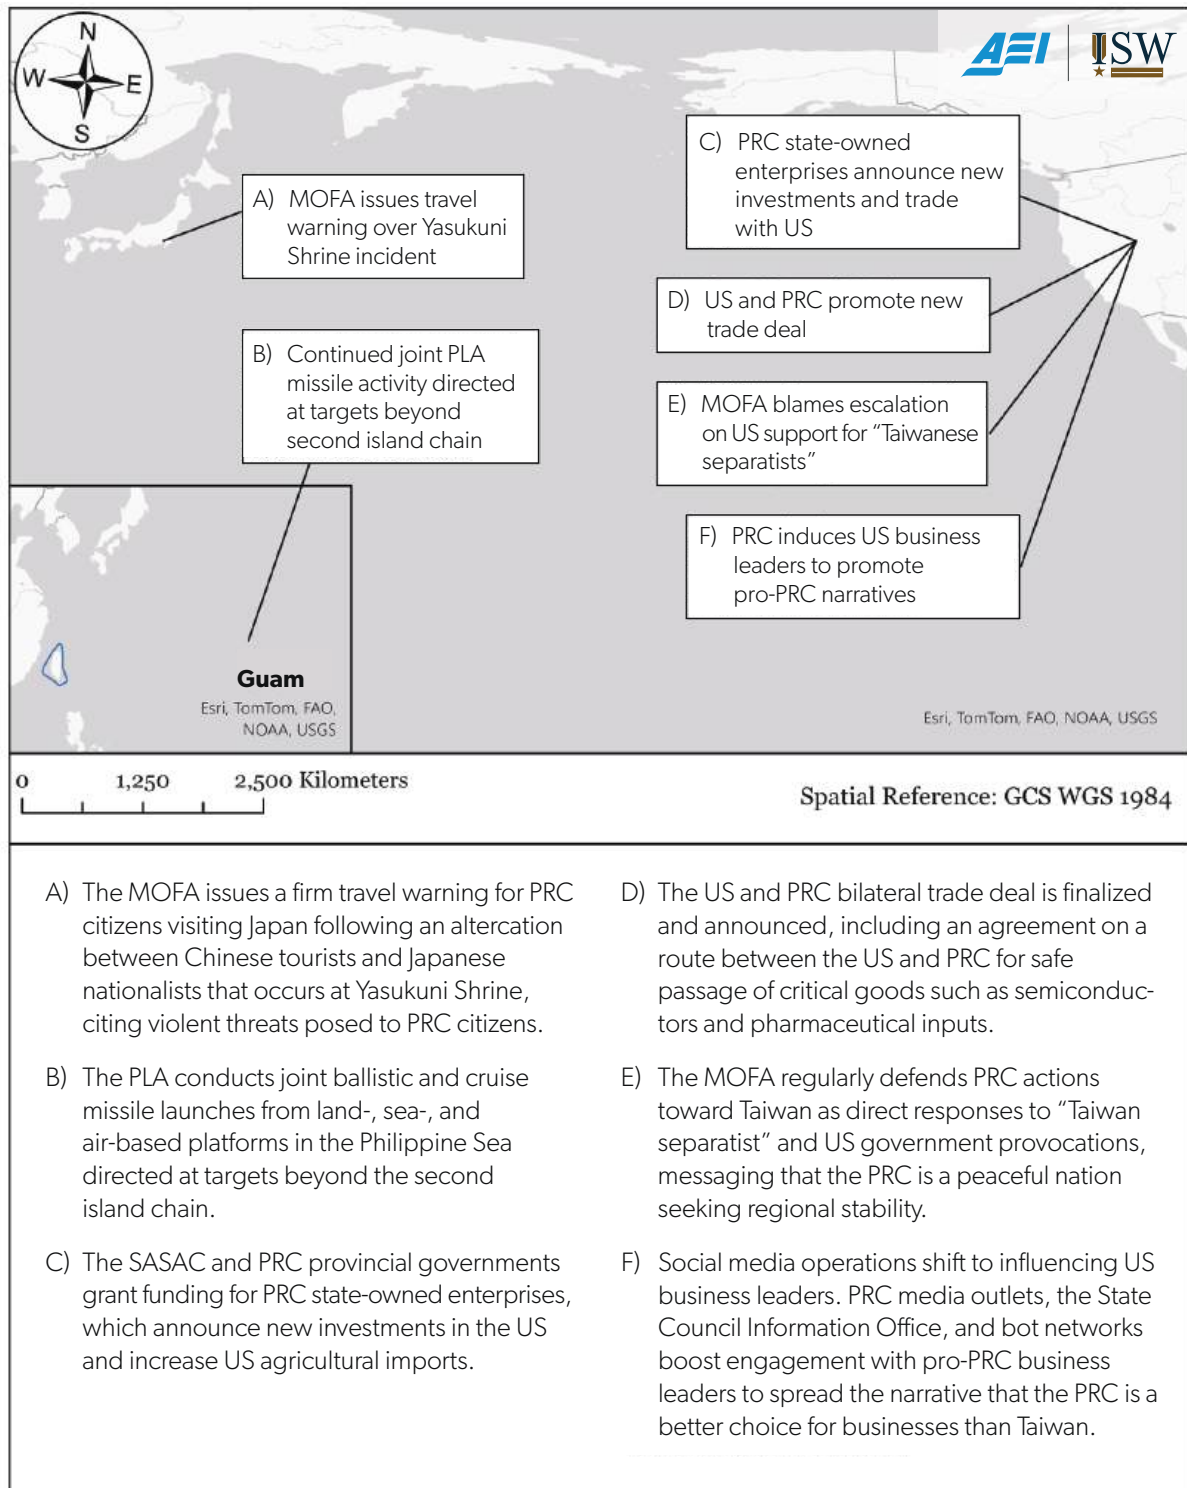 N
W
E
S
AEI
ISW
A) MOFA issues travel
warning over Yasukuni
Shrine incident
B) Continued joint PLA
missile activity directed
at targets beyond
second island chain
C) PRC state-owned
enterprises announce new
investments and trade
with US
D) US and PRC promote new
trade deal
E) MOFA blames escalation
on US support for “Taiwanese
separatists”
F) PRC induces US business
leaders to promote
pro-PRC narratives
Guam
Esri, TomTom, FAO,
NOAA, USGS
Esri, TomTom, FAO, NOAA, USGS
0 1,250 2,500 Kilometers
Spatial Reference: GCS WGS 1984
A) The MOFA issues a firm travel warning for PRC
citizens visiting Japan following an altercation
between Chinese tourists and Japanese
nationalists that occurs at Yasukuni Shrine,
citing violent threats posed to PRC citizens.
B) The PLA conducts joint ballistic and cruise
missile launches from land-, sea-, and
air-based platforms in the Philippine Sea
directed at targets beyond the second
island chain.
C) The SASAC and PRC provincial governments
grant funding for PRC state-owned enterprises,
which announce new investments in the US
and increase US agricultural imports.
D) The US and PRC bilateral trade deal is finalized
and announced, including an agreement on a
route between the US and PRC for safe
passage of critical goods such as semiconduc-
tors and pharmaceutical inputs.
E) The MOFA regularly defends PRC actions
toward Taiwan as direct responses to “Taiwan
separatist” and US government provocations,
messaging that the PRC is a peaceful nation
seeking regional stability.
F) Social media operations shift to influencing US
business leaders. PRC media outlets, the State
Council Information Office, and bot networks
boost engagement with pro-PRC business
leaders to spread the narrative that the PRC is a
better choice for businesses than Taiwan.